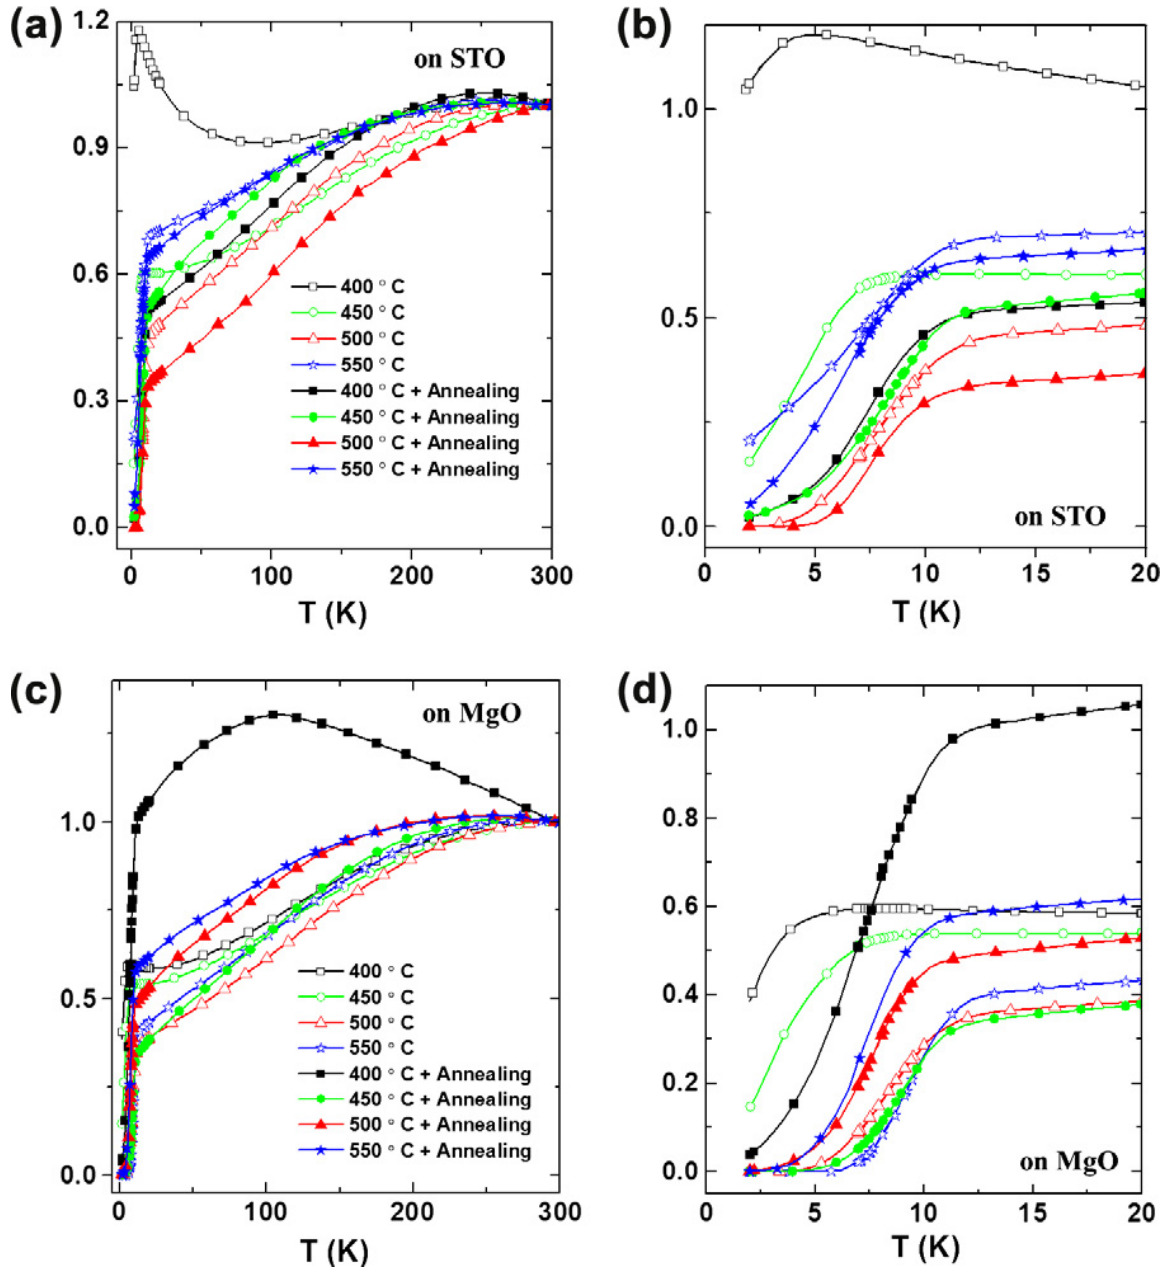 (a)
on STO
1.2
0.9
0.6
0.3
0.0
400 ° C
450 ° C
500 ° C
550 ° C
400 ° C + Annealing
450 ° C + Annealing
500 ° C + Annealing
550 ° C + Annealing
0 100 200 300
T (K)
(b)
1.0
0.5
0.0
on STO
0 5 10 15 20
T (K)
(c)
on MgO
1.0
0.5
0.0
400 ° C
450 ° C
500 ° C
550 ° C
400 ° C + Annealing
450 ° C + Annealing
500 ° C + Annealing
550 ° C + Annealing
0 100 200 300
T (K)
(d)
1.0
0.8
0.6
0.4
0.2
0.0
on MgO
0 5 10 15 20
T (K)